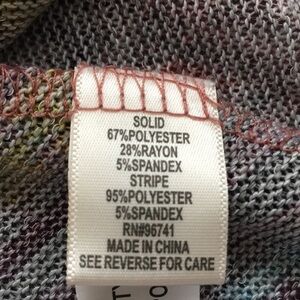 SOLID
67%POLYESTER
28%RAYON
5%SPANDEX
STRIPE
95%POLYESTER
5%SPANDEX
RN#96741
MADE IN CHINA
SEE REVERSE FOR CARE